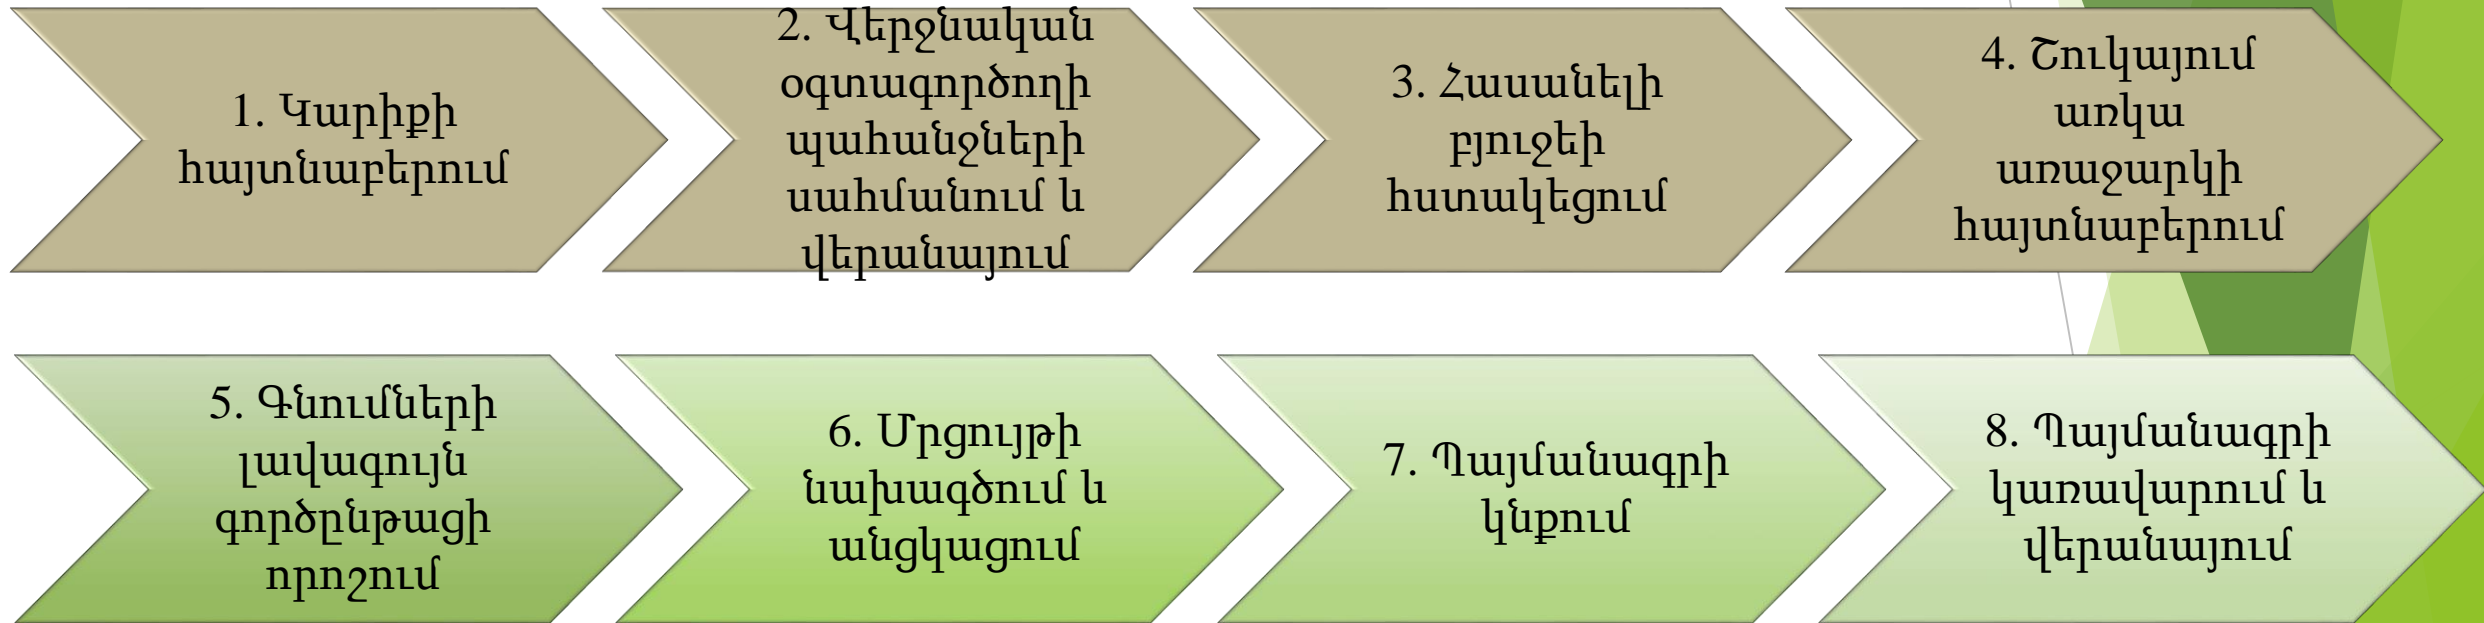 1. Կարիքի
հայտնաբերում
2. Վերջնական
օգտագործողի
պահանջների
սահմանում և
վերանայում
3. Հասանելի
բյուջեի
հստակեցում
4. Շուկայում
առկա
առաջարկի
հայտնաբերում
5. Գնումների
լավագույն
գործընթացի
որոշում
6. Մրցույթի
նախագծում և
անցկացում
7. Պայմանագրի
կնքում
8. Պայմանագրի
կառավարում և
վերանայում